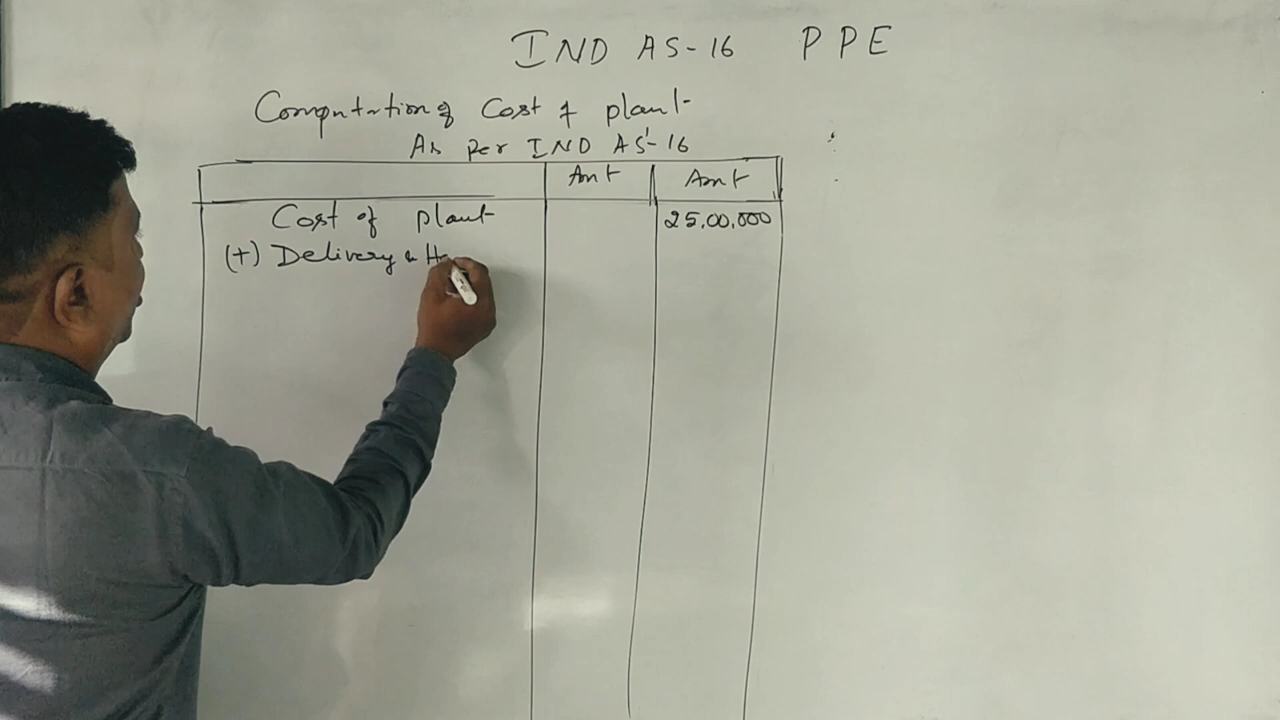 IND AS-16 PPE
Computation of Cost of plant
As per IND AS-16
Amt Amt
Cost of plant 25,00,000
(+) Delivery & H